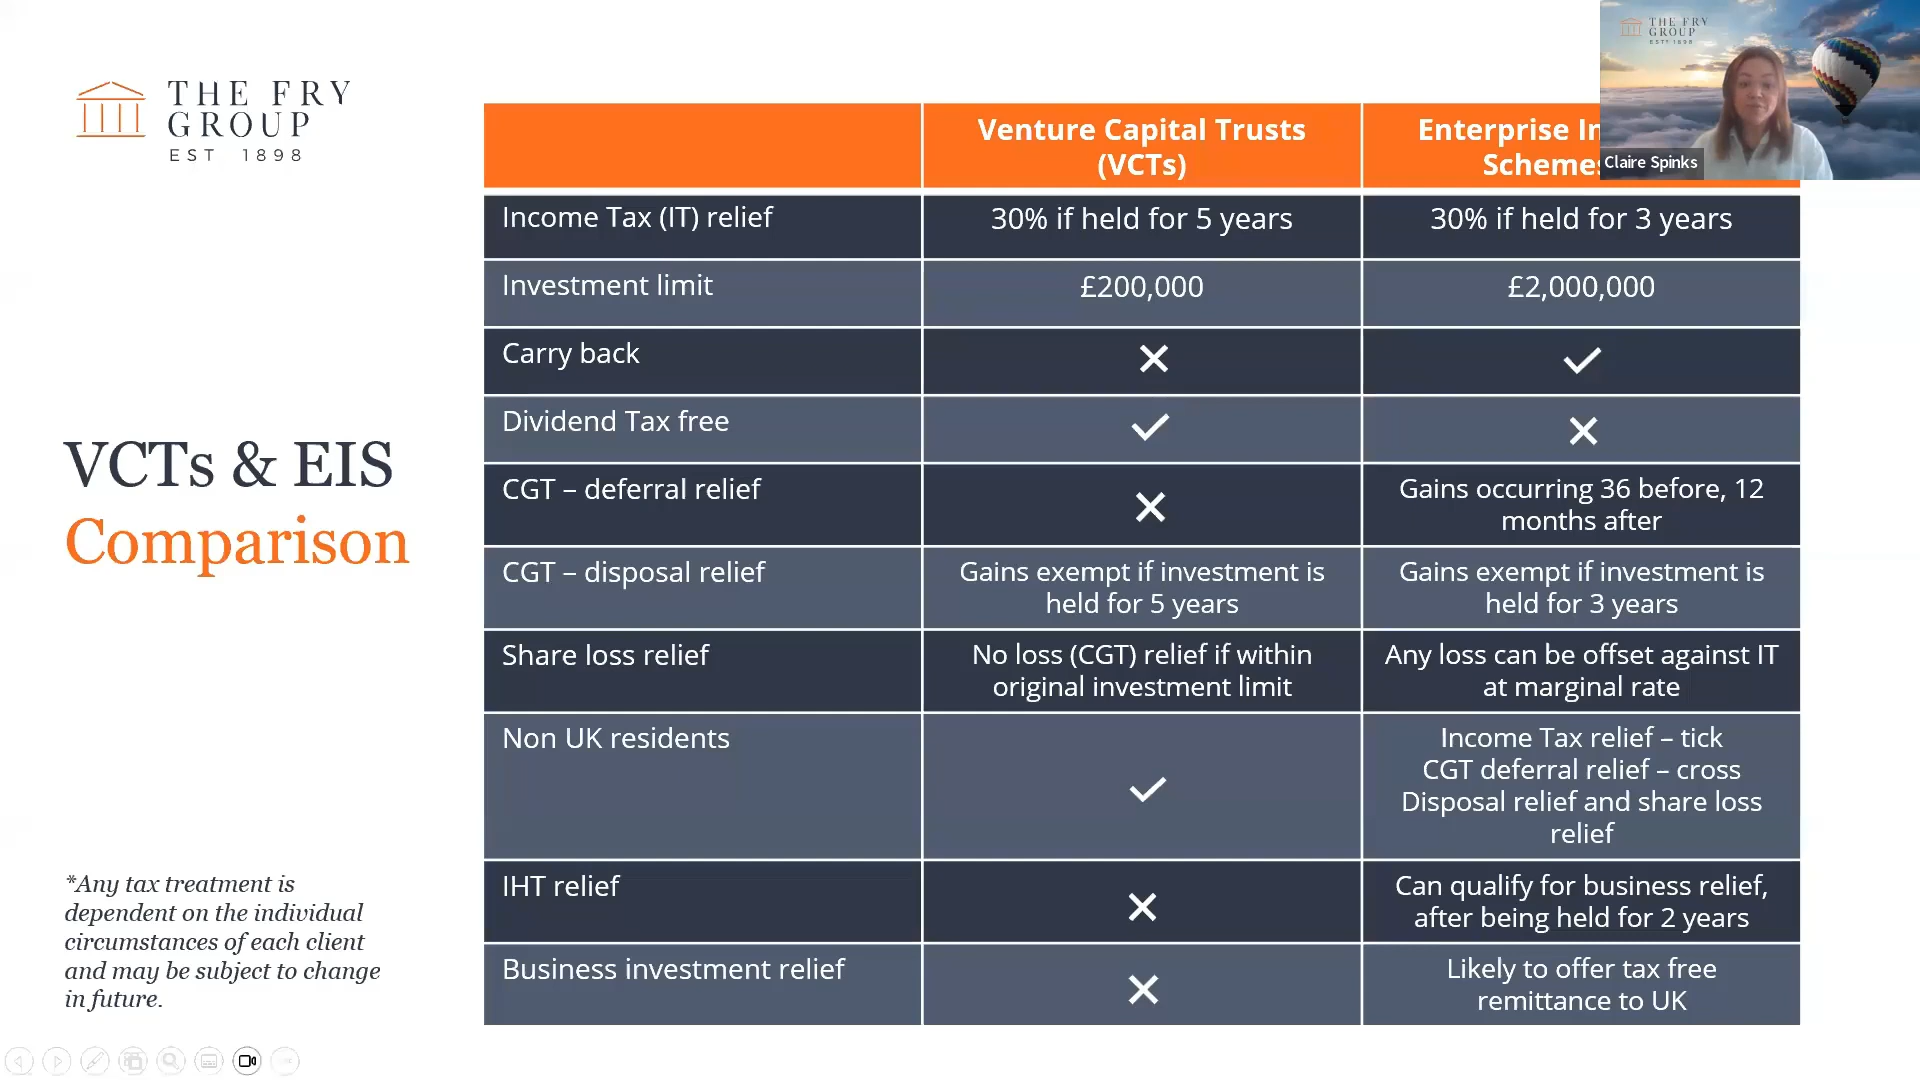 THE FRY
GROUP
EST 1898
VCTs & EIS
Comparison
*Any tax treatment is
dependent on the individual
circumstances of each client
and may be subject to change
in future.
Venture Capital Trusts
(VCTs)
Enterprise In
Schemes
Income Tax (IT) relief
30% if held for 5 years
30% if held for 3 years
Investment limit
£200,000
£2,000,000
Carry back
Dividend Tax free
CGT – deferral relief
Gains occurring 36 before, 12
months after
CGT – disposal relief
Gains exempt if investment is
held for 5 years
Gains exempt if investment is
held for 3 years
Share loss relief
No loss (CGT) relief if within
original investment limit
Any loss can be offset against IT
at marginal rate
Non UK residents
Income Tax relief – tick
CGT deferral relief – cross
Disposal relief and share loss
relief
IHT relief
Can qualify for business relief,
after being held for 2 years
Business investment relief
Likely to offer tax free
remittance to UK
THE FRY
GROUP
EST 1898
Claire Spinks